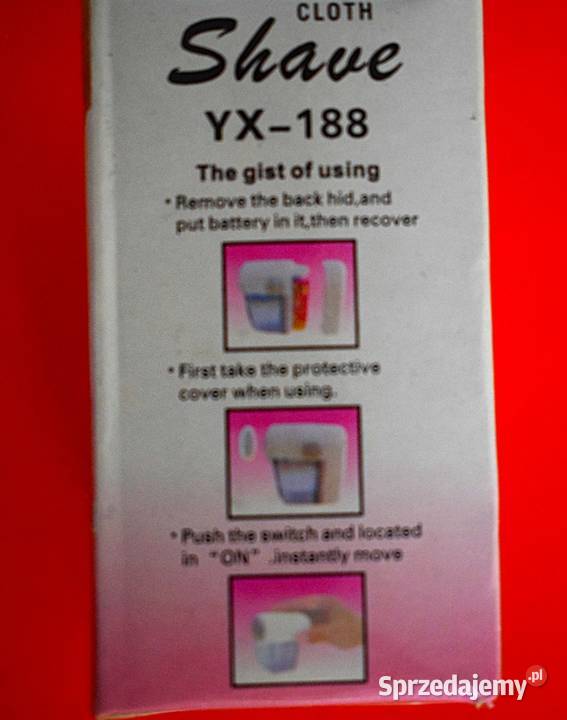 CLOTH
Shave
YX-188
The gist of using
• Remove the back hid,and
put battery in it,then recover
• First take the protective
cover when using.
• Push the switch and located
in "ON" .instantly move
Sprzedajemy.pl